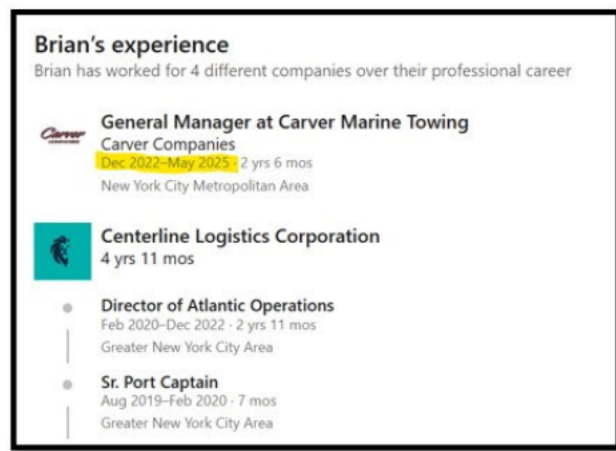 Brian's experience
Brian has worked for 4 different companies over their professional career
General Manager at Carver Marine Towing
Carver
Carver Companies
Dec 2022–May 2025 · 2 yrs 6 mos
New York City Metropolitan Area
Centerline Logistics Corporation
4 yrs 11 mos
Director of Atlantic Operations
Feb 2020–Dec 2022 · 2 yrs 11 mos
Greater New York City Area
Sr. Port Captain
Aug 2019–Feb 2020 · 7 mos
Greater New York City Area